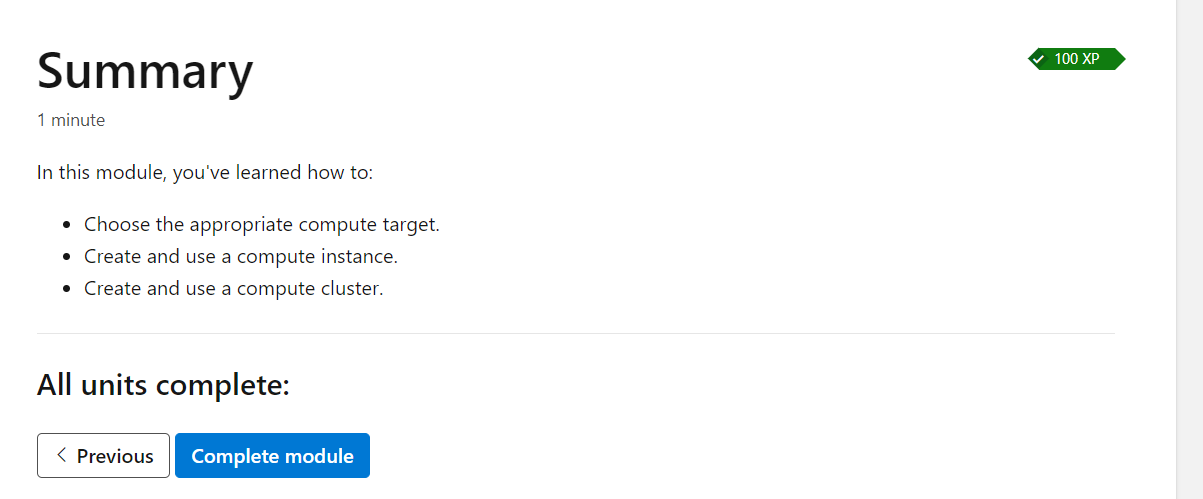 Summary
100 XP
1 minute
In this module, you've learned how to:
Choose the appropriate compute target.
Create and use a compute instance.
Create and use a compute cluster.
All units complete:
Previous
Complete module